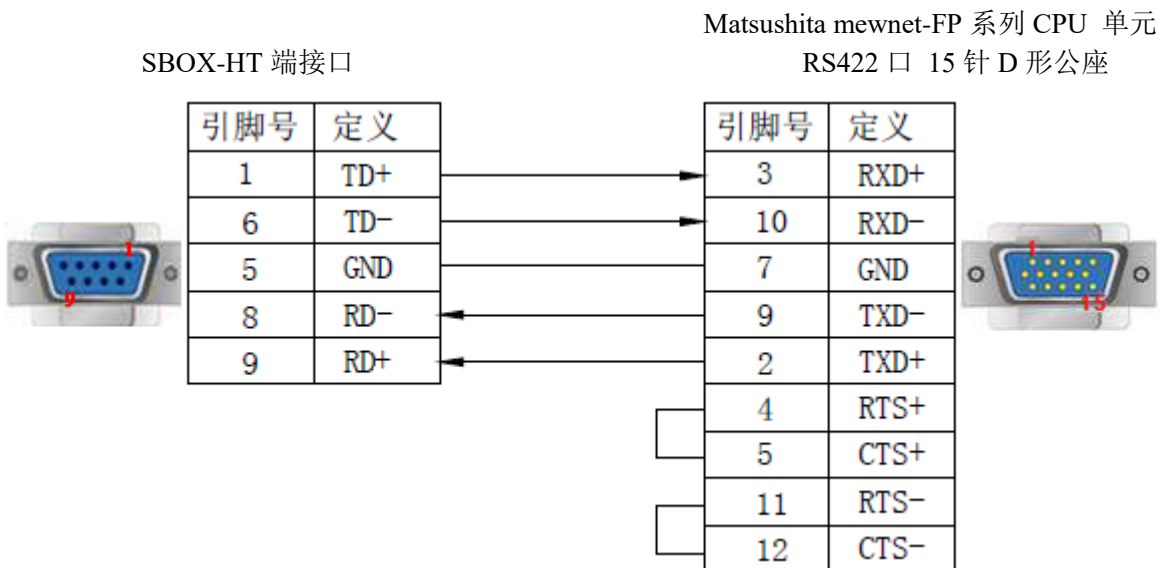 Matsushita mewnet-FP 系列 CPU 单元
SBOX-HT 端接口
RS422 口 15 针 D 形公座
引脚号 定义
1 TD+
6 TD-
5 GND
8 RD-
9 RD+
引脚号 定义
3 RXD+
10 RXD-
7 GND
9 TXD-
2 TXD+
4 RTS+
5 CTS+
11 RTS-
12 CTS-
1
9
1
15